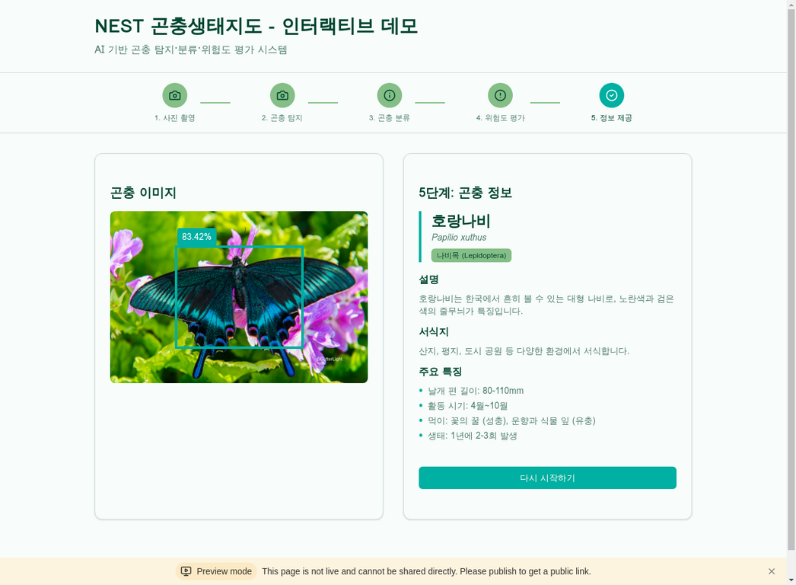 NEST 곤충생태지도 - 인터랙티브 데모
AI 기반 곤충 탐지·분류·위험도 평가 시스템
1. 사진 촬영
2. 곤충 탐지
3. 곤충 분류
4. 위험도 평가
5. 정보 제공
곤충 이미지
83.42%
5단계: 곤충 정보
호랑나비
Papilio xuthus
나비목 (Lepidoptera)
설명
호랑나비는 한국에서 흔히 볼 수 있는 대형 나비로, 노란색과 검은
색의 줄무늬가 특징입니다.
서식지
산지, 평지, 도시 공원 등 다양한 환경에서 서식합니다.
주요 특징
• 날개 편 길이: 80-110mm
• 활동 시기: 4월~10월
• 먹이: 꽃의 꿀 (성충), 운향과 식물 잎 (유충)
• 생태: 1년에 2-3회 발생
다시 시작하기
Preview mode This page is not live and cannot be shared directly. Please publish to get a public link.